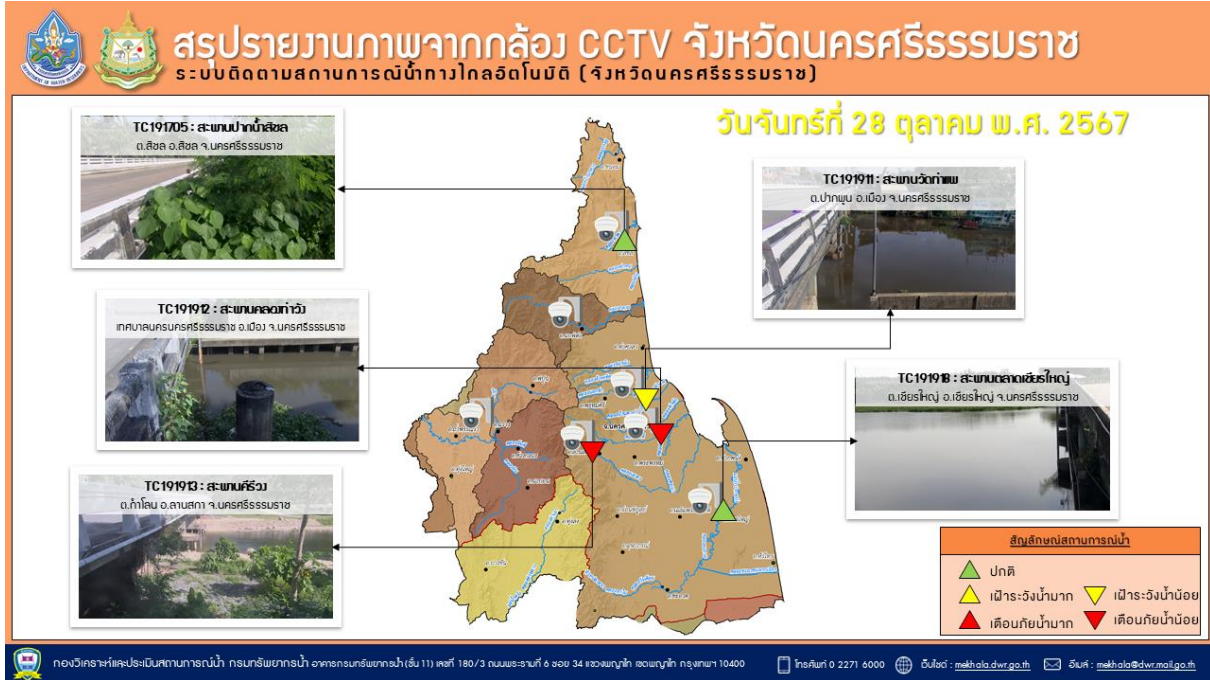 สรุปรายงานภาพจากกล้อง CCTV จังหวัดนครศรีธรรมราช
ระบบติดตามสถานการณ์น้ำทางไกลอัตโนมัติ (จังหวัดนครศรีธรรมราช)
วันจันทร์ที่ 28 ตุลาคม พ.ศ. 2567
TC191705 : สะพานปากน้ำสิชล
ต.สิชล อ.สิชล จ.นครศรีธรรมราช
TC191911 : สะพานวัดท่าแพ
ต.ปากพูน อ.เมือง จ.นครศรีธรรมราช
TC191912 : สะพานคลองท่าวัง
เทศบาลนครนครศรีธรรมราช อ.เมือง จ.นครศรีธรรมราช
TC191918 : สะพานตลาดเชียรใหญ่
ต.เชียรใหญ่ อ.เชียรใหญ่ จ.นครศรีธรรมราช
TC191913 : สะพานคีรีวง
ต.กำโลน อ.ลานสกา จ.นครศรีธรรมราช
สัญลักษณ์สถานการณ์น้ำ
ปกติ
เฝ้าระวังน้ำมาก
เฝ้าระวังน้ำน้อย
เตือนภัยน้ำมาก
เตือนภัยน้ำน้อย
กองวิเคราะห์และประเมินสถานการณ์น้ำ กรมทรัพยากรน้ำ อาคารกรมทรัพยากรน้ำ (ชั้น 11) เลขที่ 180/3 ถนนพระรามที่ 6 ซอย 34 แขวงพญาไท เขตพญาไท กรุงเทพฯ 10400
โทรศัพท์ 0 2271 6000
เว็บไซต์ : mekhala.dwr.go.th
อีเมล์ : mekhala@dwr.mail.go.th